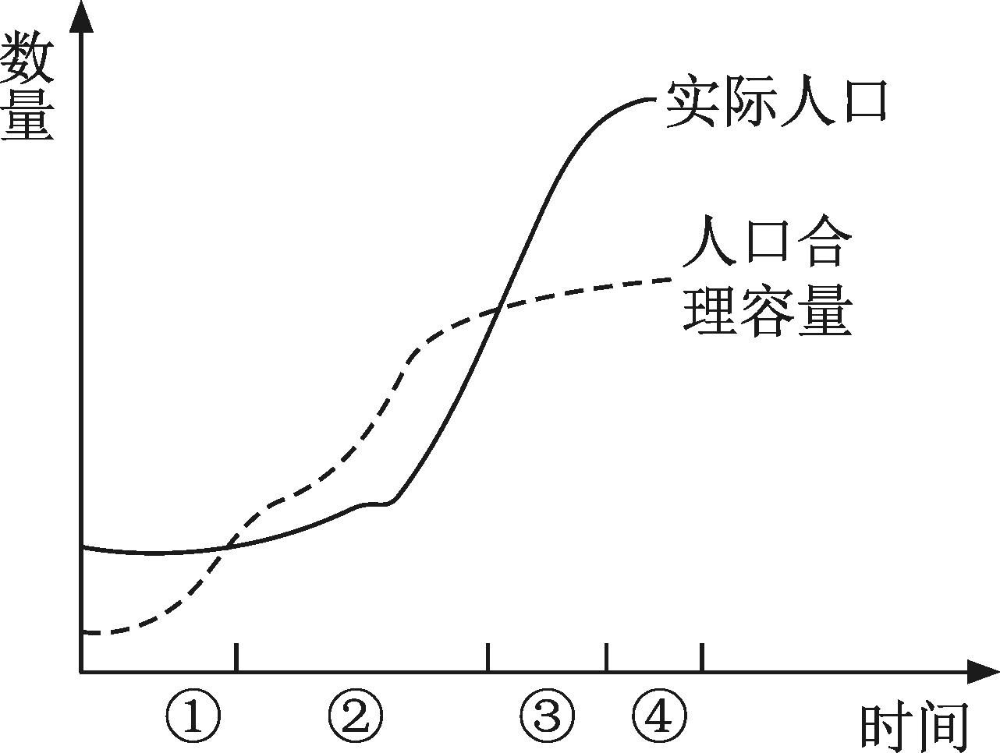 数量
实际人口
人口合
理容量
① ② ③ ④
时间